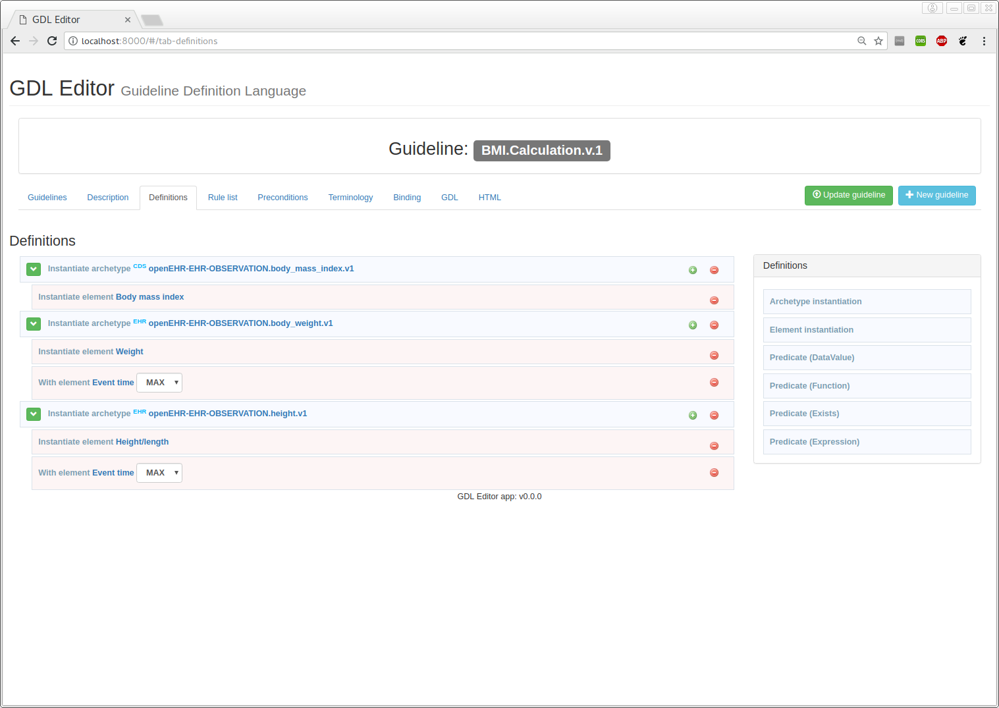 GDL Editor
localhost:8000/#/tab-definitions
CORS
ABP
GDL Editor Guideline Definition Language
Guideline: BMI.Calculation.v.1
Guidelines Description Definitions Rule list Preconditions Terminology Binding GDL HTML Update guideline New guideline
Definitions
Instantiate archetype CDS openEHR-EHR-OBSERVATION.body_mass_index.v1
Instantiate element Body mass index
Instantiate archetype EHR openEHR-EHR-OBSERVATION.body_weight.v1
Instantiate element Weight
With element Event time MAX
Instantiate archetype EHR openEHR-EHR-OBSERVATION.height.v1
Instantiate element Height/length
With element Event time MAX
Definitions
Archetype instantiation
Element instantiation
Predicate (DataValue)
Predicate (Function)
Predicate (Exists)
Predicate (Expression)
GDL Editor app: v0.0.0